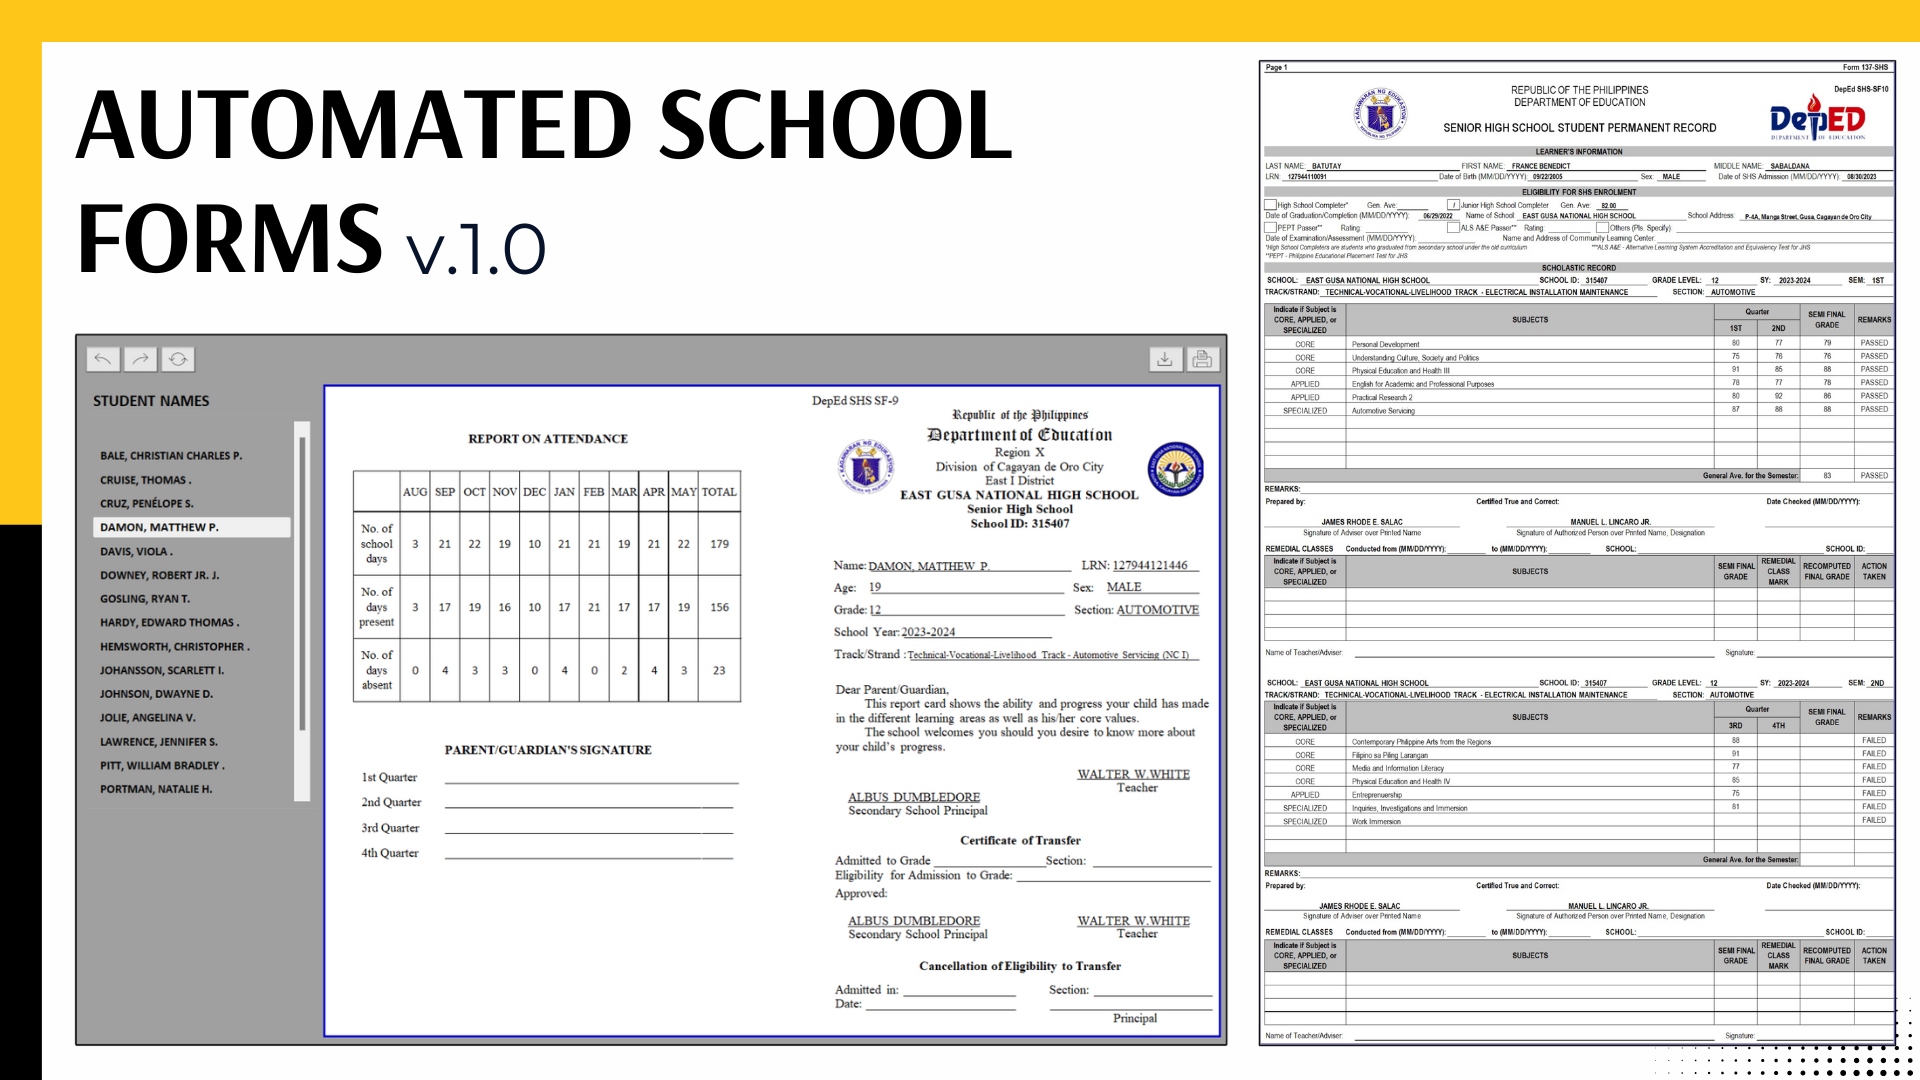 AUTOMATED SCHOOL
FORMS v.1.0
STUDENT NAMES
BALE, CHRISTIAN CHARLES P.
CRUISE, THOMAS .
CRUZ, PENÉLOPE S.
DAMON, MATTHEW P.
DAVIS, VIOLA .
DOWNEY, ROBERT JR. J.
GOSLING, RYAN T.
HARDY, EDWARD THOMAS .
HEMSWORTH, CHRISTOPHER .
JOHANSSON, SCARLETT I.
JOHNSON, DWAYNE D.
JOLIE, ANGELINA V.
LAWRENCE, JENNIFER S.
PITT, WILLIAM BRADLEY .
PORTMAN, NATALIE H.
REPORT ON ATTENDANCE
AUG SEP OCT NOV DEC JAN FEB MAR APR MAY TOTAL
No. of school days 3 21 22 19 10 21 21 19 21 22 179
No. of days present 3 17 19 16 10 17 21 17 17 19 156
No. of days absent 0 4 3 3 0 4 0 2 4 3 23
PARENT/GUARDIAN'S SIGNATURE
1st Quarter
2nd Quarter
3rd Quarter
4th Quarter
DepEd SHS SF-9
Republic of the Philippines
Department of Education
Region X
Division of Cagayan de Oro City
East I District
EAST GUSA NATIONAL HIGH SCHOOL
Senior High School
School ID: 315407
Name: DAMON, MATTHEW P. LRN: 127944121446
Age: 19 Sex: MALE
Grade: 12 Section: AUTOMOTIVE
School Year: 2023-2024
Track/Strand : Technical-Vocational-Livelihood Track - Automotive Servicing (NC I)
Dear Parent/Guardian,
This report card shows the ability and progress your child has made
in the different learning areas as well as his/her core values.
The school welcomes you should you desire to know more about
your child's progress.
WALTER W.WHITE
Teacher
ALBUS DUMBLEDORE
Secondary School Principal
Certificate of Transfer
Admitted to Grade Section:
Eligibility for Admission to Grade:
Approved:
ALBUS DUMBLEDORE WALTER W.WHITE
Secondary School Principal Teacher
Cancellation of Eligibility to Transfer
Admitted in: Section:
Date:
Principal
Page 1 Form 137-SHS
REPUBLIC OF THE PHILIPPINES DepEd SHS-SF10
DEPARTMENT OF EDUCATION
SENIOR HIGH SCHOOL STUDENT PERMANENT RECORD
DepED
DEPARTMENT OF EDUCATION
LEARNER'S INFORMATION
LAST NAME: BATUTAY FIRST NAME: FRANCE BENEDICT MIDDLE NAME: SABALDANA
LRN: 127944110091 Date of Birth (MM/DD/YYYY): 09/22/2005 Sex: MALE Date of SHS Admission (MM/DD/YYYY): 08/30/2023
ELIGIBILITY FOR SHS ENROLMENT
High School Completer* Gen. Ave: / Junior High School Completer Gen. Ave: 82.00
Date of Graduation/Completion (MM/DD/YYYY): 06/29/2022 Name of School: EAST GUSA NATIONAL HIGH SCHOOL School Address: P-4A, Manga Street, Gusa, Cagayan de Oro City
PEPT Passer** Rating: ALS A&E Passer** Rating: Others (Pls. Specify)
Date of Examination/Assessment (MM/DD/YYYY): Name and Address of Community Learning Center:
*High School Completers are students who graduated from secondary school under the old curriculum ***ALS A&E - Alternative Learning System Accreditation and Equivalency Test for JHS
**PEPT - Philippine Educational Placement Test for JHS
SCHOLASTIC RECORD
SCHOOL: EAST GUSA NATIONAL HIGH SCHOOL SCHOOL ID: 315407 GRADE LEVEL: 12 SY: 2023-2024 SEM: 1ST
TRACK/STRAND: TECHNICAL-VOCATIONAL-LIVELIHOOD TRACK - ELECTRICAL INSTALLATION MAINTENANCE SECTION: AUTOMOTIVE
Indicate if Subject is CORE, APPLIED, or SPECIALIZED SUBJECTS Quarter 1ST 2ND SEMI FINAL GRADE REMARKS
CORE Personal Development 80 77 79 PASSED
CORE Understanding Culture, Society and Politics 75 76 76 PASSED
CORE Physical Education and Health III 91 85 88 PASSED
APPLIED English for Academic and Professional Purposes 78 77 78 PASSED
APPLIED Practical Research 2 80 92 86 PASSED
SPECIALIZED Automotive Servicing 87 88 88 PASSED
General Ave. for the Semester: 83 PASSED
REMARKS:
Prepared by: Certified True and Correct: Date Checked (MM/DD/YYYY):
JAMES RHODE E. SALAC MANUEL L. LINCARO JR.
Signature of Adviser over Printed Name Signature of Authorized Person over Printed Name, Designation
REMEDIAL CLASSES Conducted from (MM/DD/YYYY): to (MM/DD/YYYY): SCHOOL: SCHOOL ID:
Indicate if Subject is CORE, APPLIED, or SPECIALIZED SUBJECTS SEMI FINAL GRADE REMEDIAL CLASS MARK RECOMPUTED FINAL GRADE ACTION TAKEN
Name of Teacher/Adviser: Signature:
SCHOOL: EAST GUSA NATIONAL HIGH SCHOOL SCHOOL ID: 315407 GRADE LEVEL: 12 SY: 2023-2024 SEM: 2ND
TRACK/STRAND: TECHNICAL-VOCATIONAL-LIVELIHOOD TRACK - ELECTRICAL INSTALLATION MAINTENANCE SECTION: AUTOMOTIVE
Indicate if Subject is CORE, APPLIED, or SPECIALIZED SUBJECTS Quarter 3RD 4TH SEMI FINAL GRADE REMARKS
CORE Contemporary Philippine Arts from the Regions 88 FAILED
CORE Filipino sa Piling Larangan 91 FAILED
CORE Media and Information Literacy 77 FAILED
CORE Physical Education and Health IV 85 FAILED
APPLIED Entreprenuership 75 FAILED
SPECIALIZED Inquiries, Investigations and Immersion 81 FAILED
SPECIALIZED Work Immersion FAILED
General Ave. for the Semester:
REMARKS:
Prepared by: Certified True and Correct: Date Checked (MM/DD/YYYY):
JAMES RHODE E. SALAC MANUEL L. LINCARO JR.
Signature of Adviser over Printed Name Signature of Authorized Person over Printed Name, Designation
REMEDIAL CLASSES Conducted from (MM/DD/YYYY): to (MM/DD/YYYY): SCHOOL: SCHOOL ID:
Indicate if Subject is CORE, APPLIED, or SPECIALIZED SUBJECTS SEMI FINAL GRADE REMEDIAL CLASS MARK RECOMPUTED FINAL GRADE ACTION TAKEN
Name of Teacher/Adviser: Signature: